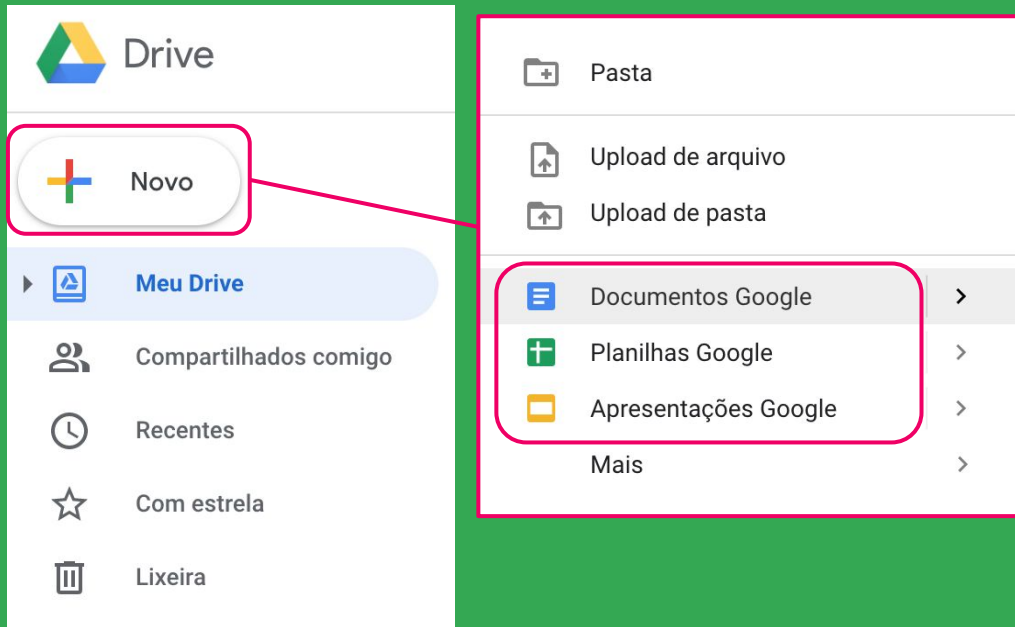 Drive
Novo
Meu Drive
Compartilhados comigo
Recentes
Com estrela
Lixeira
Pasta
Upload de arquivo
Upload de pasta
Documentos Google
Planilhas Google
Apresentações Google
Mais